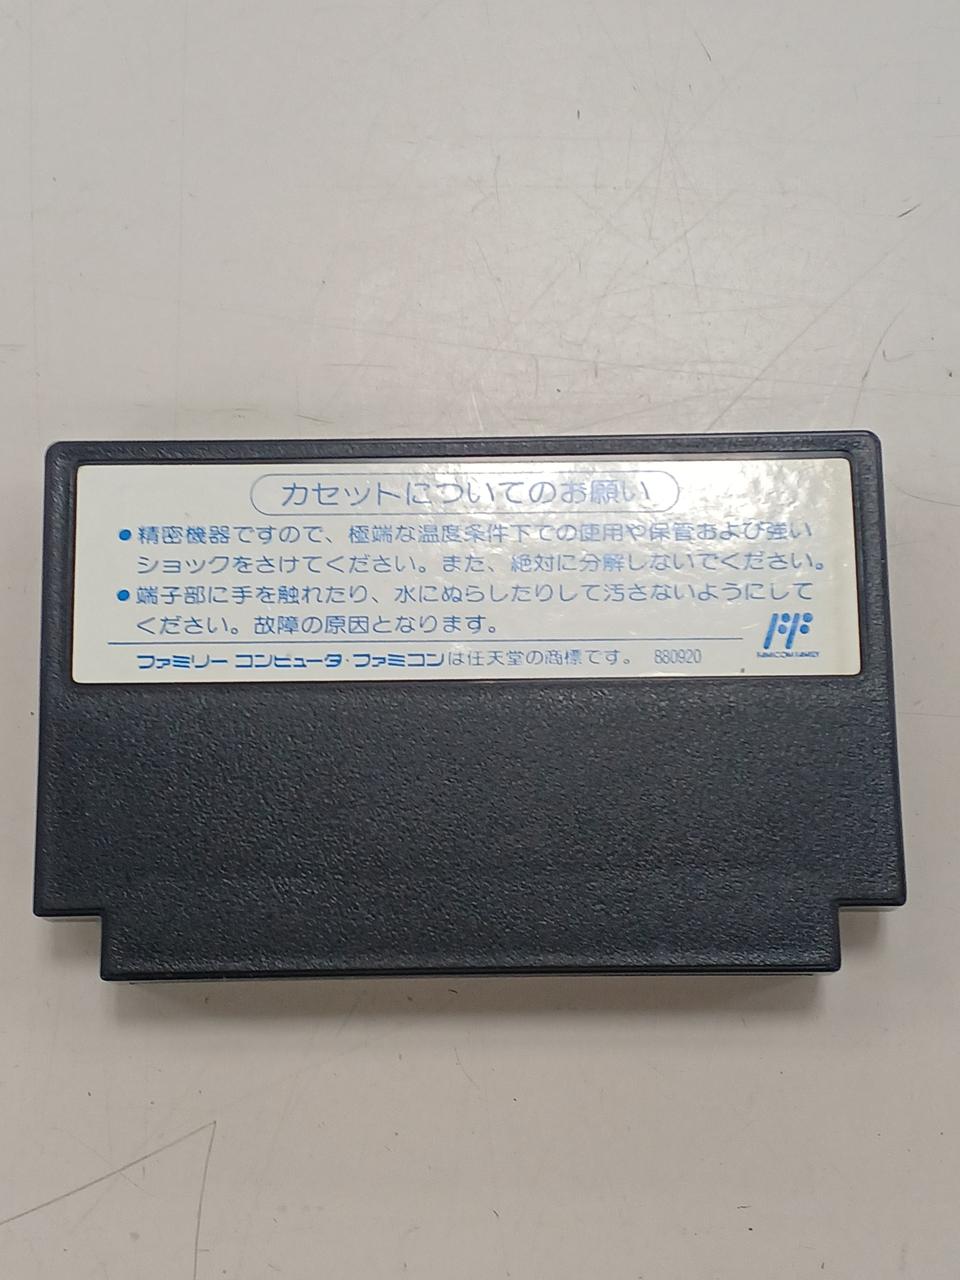 カセットについてのお願い
●精密機器ですので、極端な温度条件下での使用や保管および強い
ショックをさけてください。また、絶対に分解しないでください。
●端子部に手を触れたり、水にぬらしたりして汚さないようにして
ください。故障の原因となります。
FAMICOM FAMILY
ファミリー コンピュータ・ファミコンは任天堂の商標です。 880920